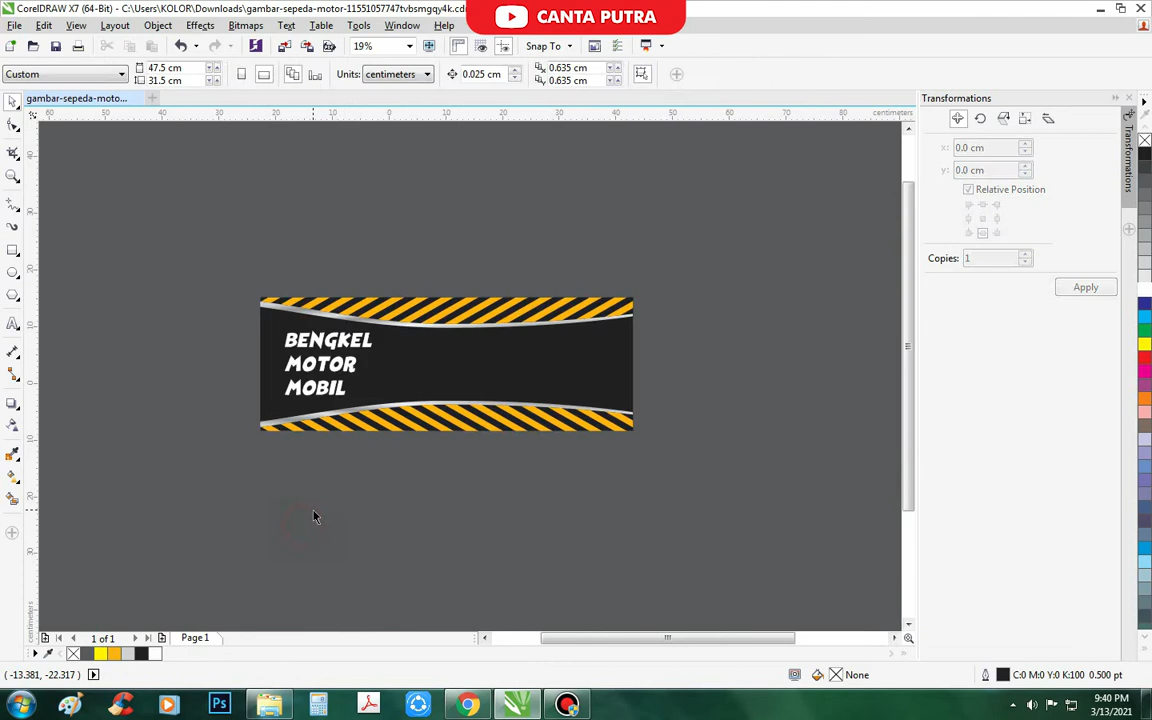 CorelDRAW X7 (64-Bit) - C:\Users\KOLOR\Downloads\gambar-sepeda-motor-11551057747tvbsmgqy4k.cd
CANTA PUTRA
File Edit View Layout Object Effects Bitmaps Text Table Tools Window Help
19% Snap To
Custom 47.5 cm 31.5 cm Units: centimeters 0.025 cm 0.635 cm 0.635 cm
gambar-sepeda-moto...
Transformations
centimeters
x: 0.0 cm
y: 0.0 cm
Relative Position
Copies: 1
Apply
Transformations
BENGKEL
MOTOR
MOBIL
1 of 1 Page 1
(-13.381, -22.317) None C:0 M:0 Y:0 K:100 0.500 pt
Ps
9:40 PM
3/13/2021